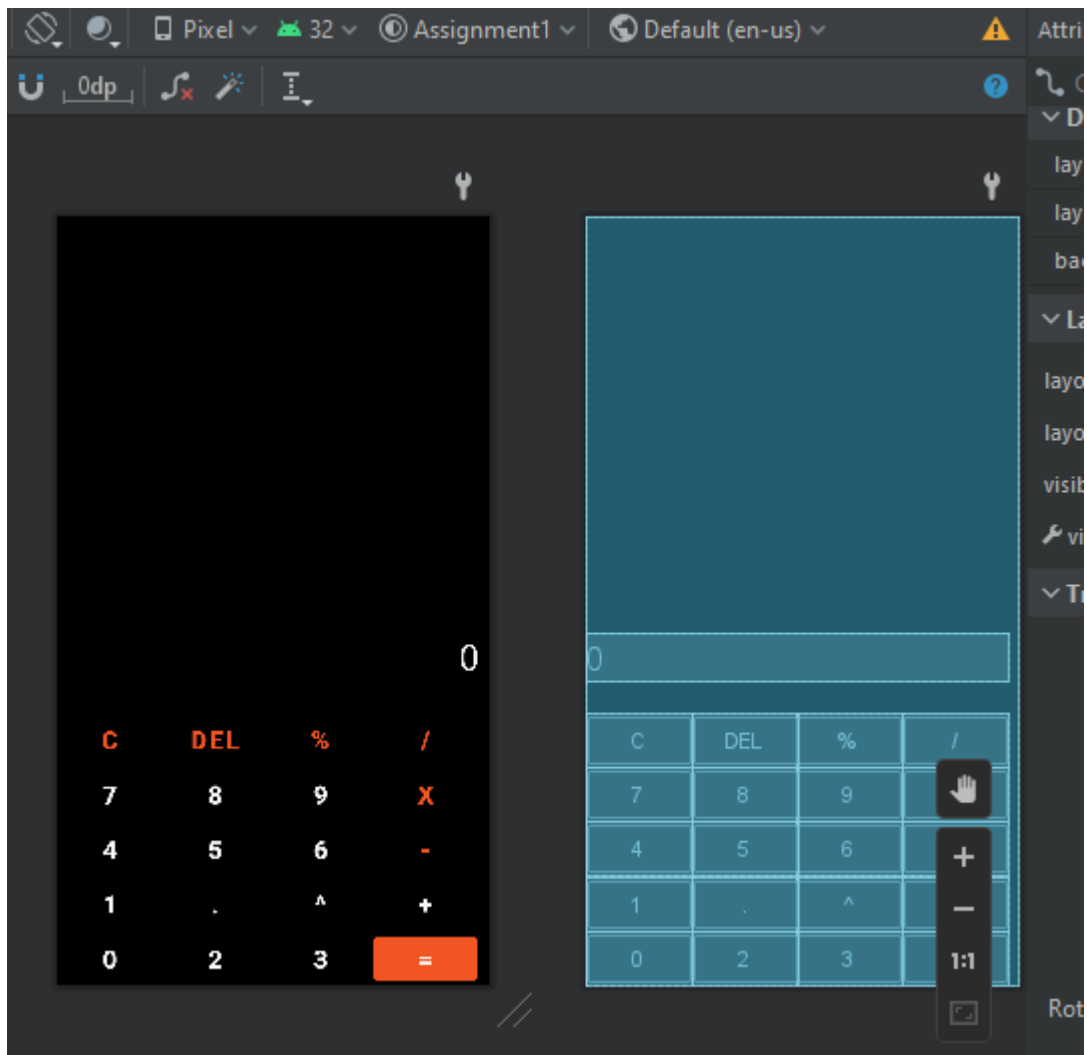 Pixel 32 Assignment1 Default (en-us)
Attri
0dp
D
lay
lay
ba
La
layo
layo
visib
vi
Tr
0
C DEL % /
7 8 9 X
4 5 6 -
1 . ^ +
0 2 3 =
0
C DEL % /
7 8 9
4 5 6
1 . ^
0 2 3
+
−
1:1
Rot